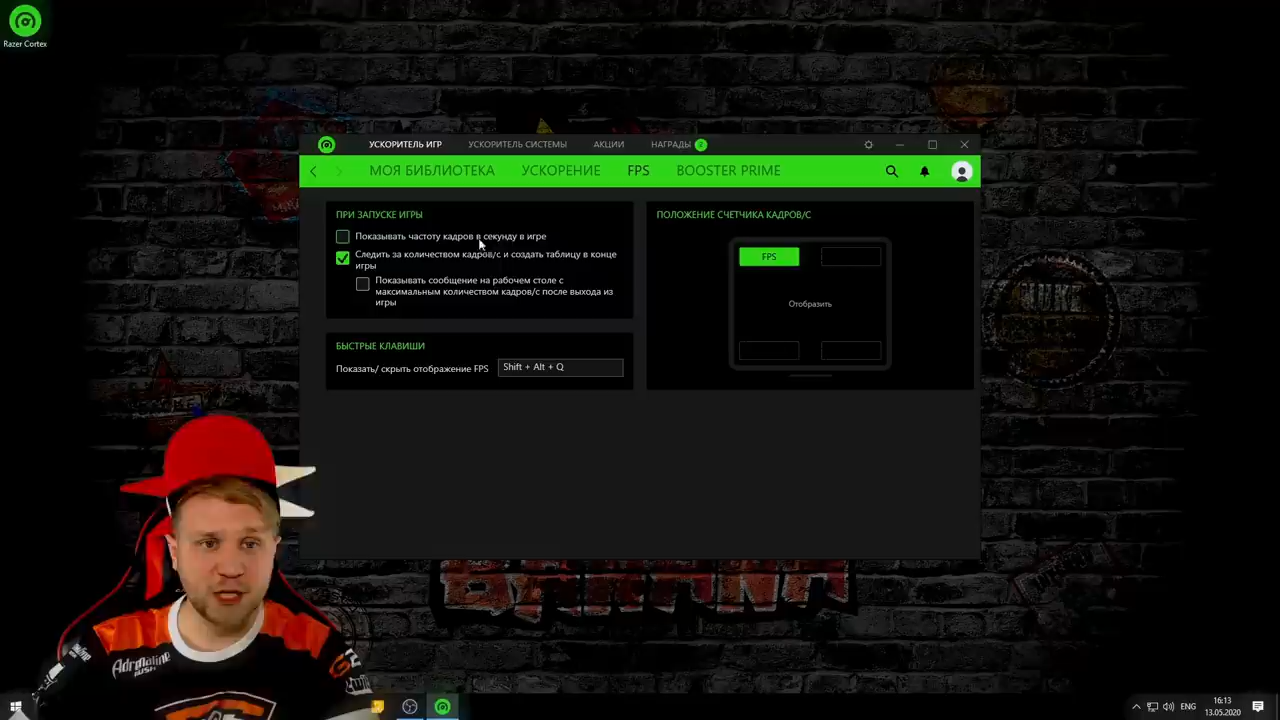 Razer Cortex
УСКОРИТЕЛЬ ИГР УСКОРИТЕЛЬ СИСТЕМЫ АКЦИИ НАГРАДЫ
МОЯ БИБЛИОТЕКА УСКОРЕНИЕ FPS BOOSTER PRIME
ПРИ ЗАПУСКЕ ИГРЫ
Показывать частоту кадров в секунду в игре
Следить за количеством кадров/с и создать таблицу в конце
игры
Показывать сообщение на рабочем столе с
максимальным количеством кадров/с после выхода из
игры
БЫСТРЫЕ КЛАВИШИ
Показать/ скрыть отображение FPS Shift + Alt + Q
ПОЛОЖЕНИЕ СЧЕТЧИКА КАДРОВ/С
FPS
Отобразить
Adrenaline
RUSH
ENG
16:13
13.05.2020